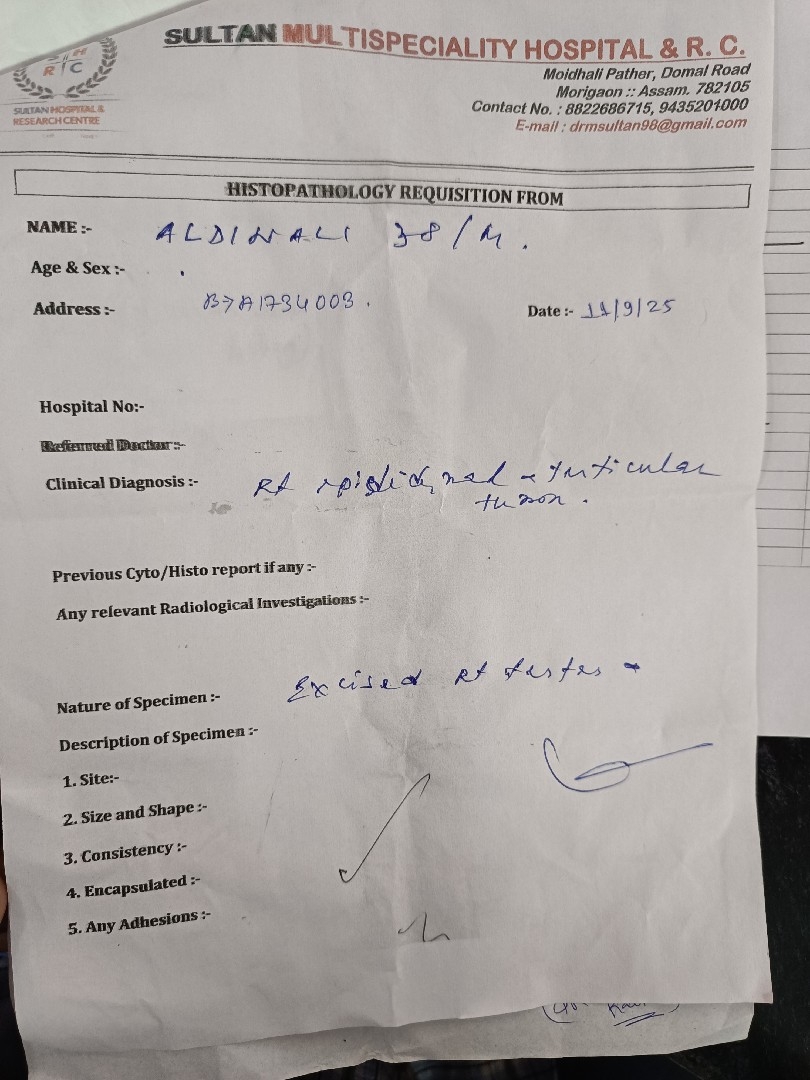 SULTAN MULTISPECIALITY HOSPITAL & R. C.
Moidhali Pather, Domal Road
Morigaon :: Assam. 782105
Contact No. : 8822686715, 9435201000
E-mail : drmsultan98@gmail.com
R C
SULTAN HOSPITAL &
RESEARCH CENTRE
HISTOPATHOLOGY REQUISITION FROM
NAME :- ALDINALI 38/M.
Age & Sex :-
Address :- B7A1734003.
Date :- 11/9/25
Hospital No:-
Referred Doctor :-
Clinical Diagnosis :- Rt testicular
Previous Cyto/Histo report if any :-
Any relevant Radiological Investigations :-
Nature of Specimen :- Excised Rt testes
Description of Specimen :-
1. Site:-
2. Size and Shape :-
3. Consistency :-
4. Encapsulated :-
5. Any Adhesions :-